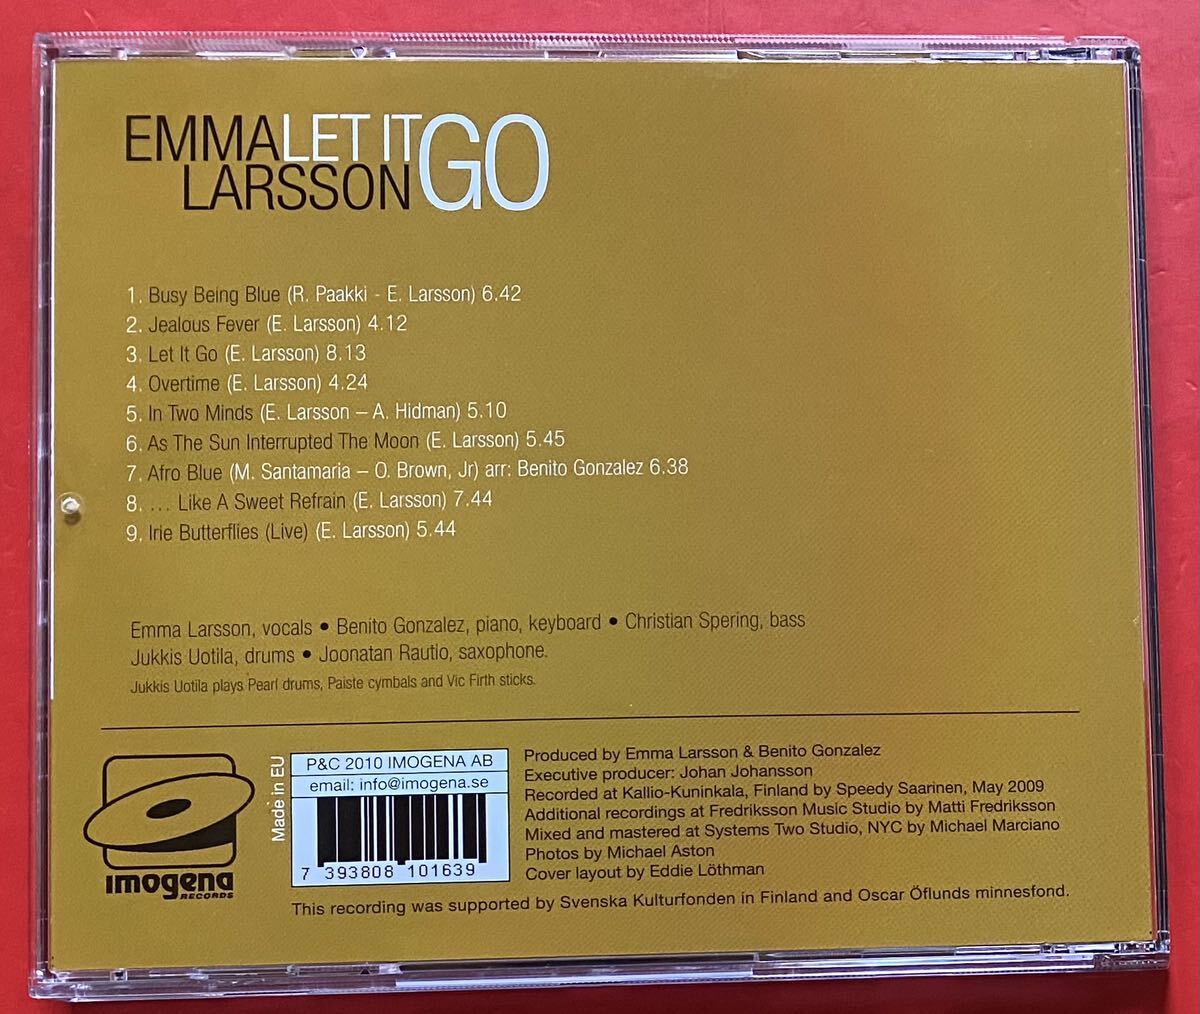 EMMA LET IT GO
LARSSON
1. Busy Being Blue (R. Paakki - E. Larsson) 6.42
2. Jealous Fever (E. Larsson) 4.12
3. Let It Go (E. Larsson) 8.13
4. Overtime (E. Larsson) 4.24
5. In Two Minds (E. Larsson – A. Hidman) 5.10
6. As The Sun Interrupted The Moon (E. Larsson) 5.45
7. Afro Blue (M. Santamaria – O. Brown, Jr) arr: Benito Gonzalez 6.38
8. ... Like A Sweet Refrain (E. Larsson) 7.44
9. Irie Butterflies (Live) (E. Larsson) 5.44
Emma Larsson, vocals • Benito Gonzalez, piano, keyboard • Christian Spering, bass
Jukkis Uotila, drums • Joonatan Rautio, saxophone.
Jukkis Uotila plays Pearl drums, Paiste cymbals and Vic Firth sticks.
imogena
RECORDS
Made in EU
P&C 2010 IMOGENA AB
email: info@imogena.se
7 393808 101639
Produced by Emma Larsson & Benito Gonzalez
Executive producer: Johan Johansson
Recorded at Kallio-Kuninkala, Finland by Speedy Saarinen, May 2009
Additional recordings at Fredriksson Music Studio by Matti Fredriksson
Mixed and mastered at Systems Two Studio, NYC by Michael Marciano
Photos by Michael Aston
Cover layout by Eddie Löthman
This recording was supported by Svenska Kulturfonden in Finland and Oscar Öflunds minnesfond.